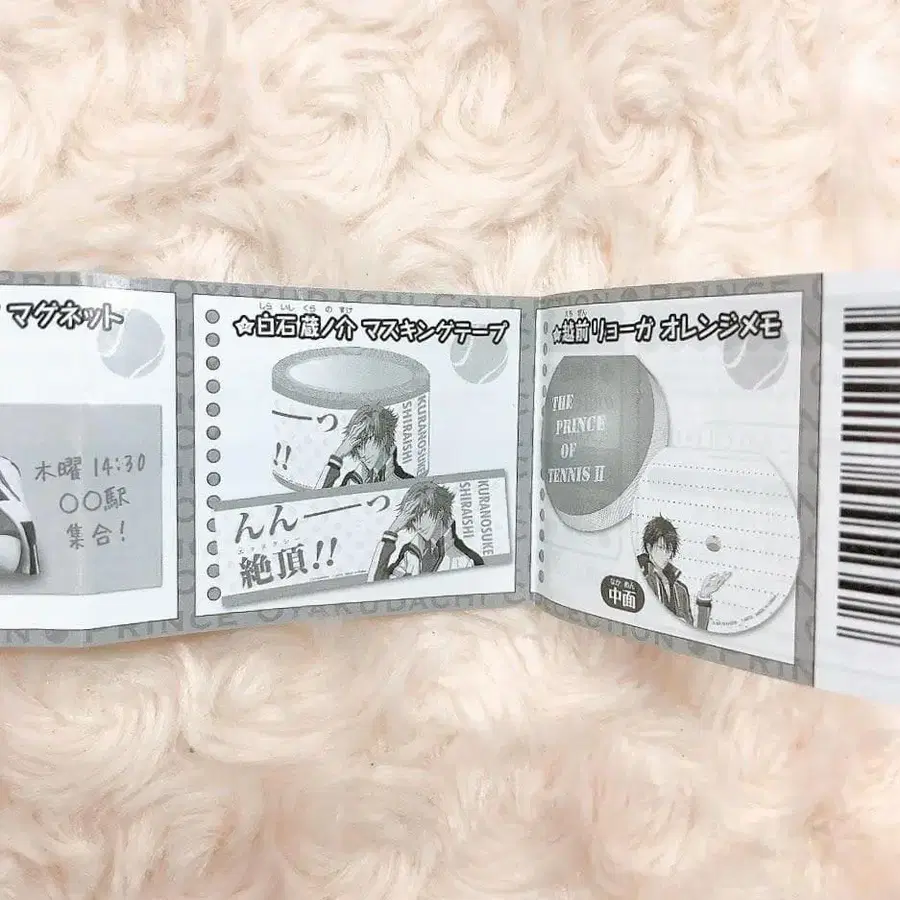 マグネット
木曜 14:30
〇〇駅
集合!
しら いし くら の すけ
☆白石 蔵ノ介 マスキングテープ
ーっ
!!
KURANOSUKE
SHIRAISHI
んんーっ
エクスタシー
絶頂!!
KURANOSUKE
SHIRAISHI
えち ぜん
☆越前 リョーガ オレンジメモ
THE
PRINCE
OF
TENNIS II
なか めん
中面